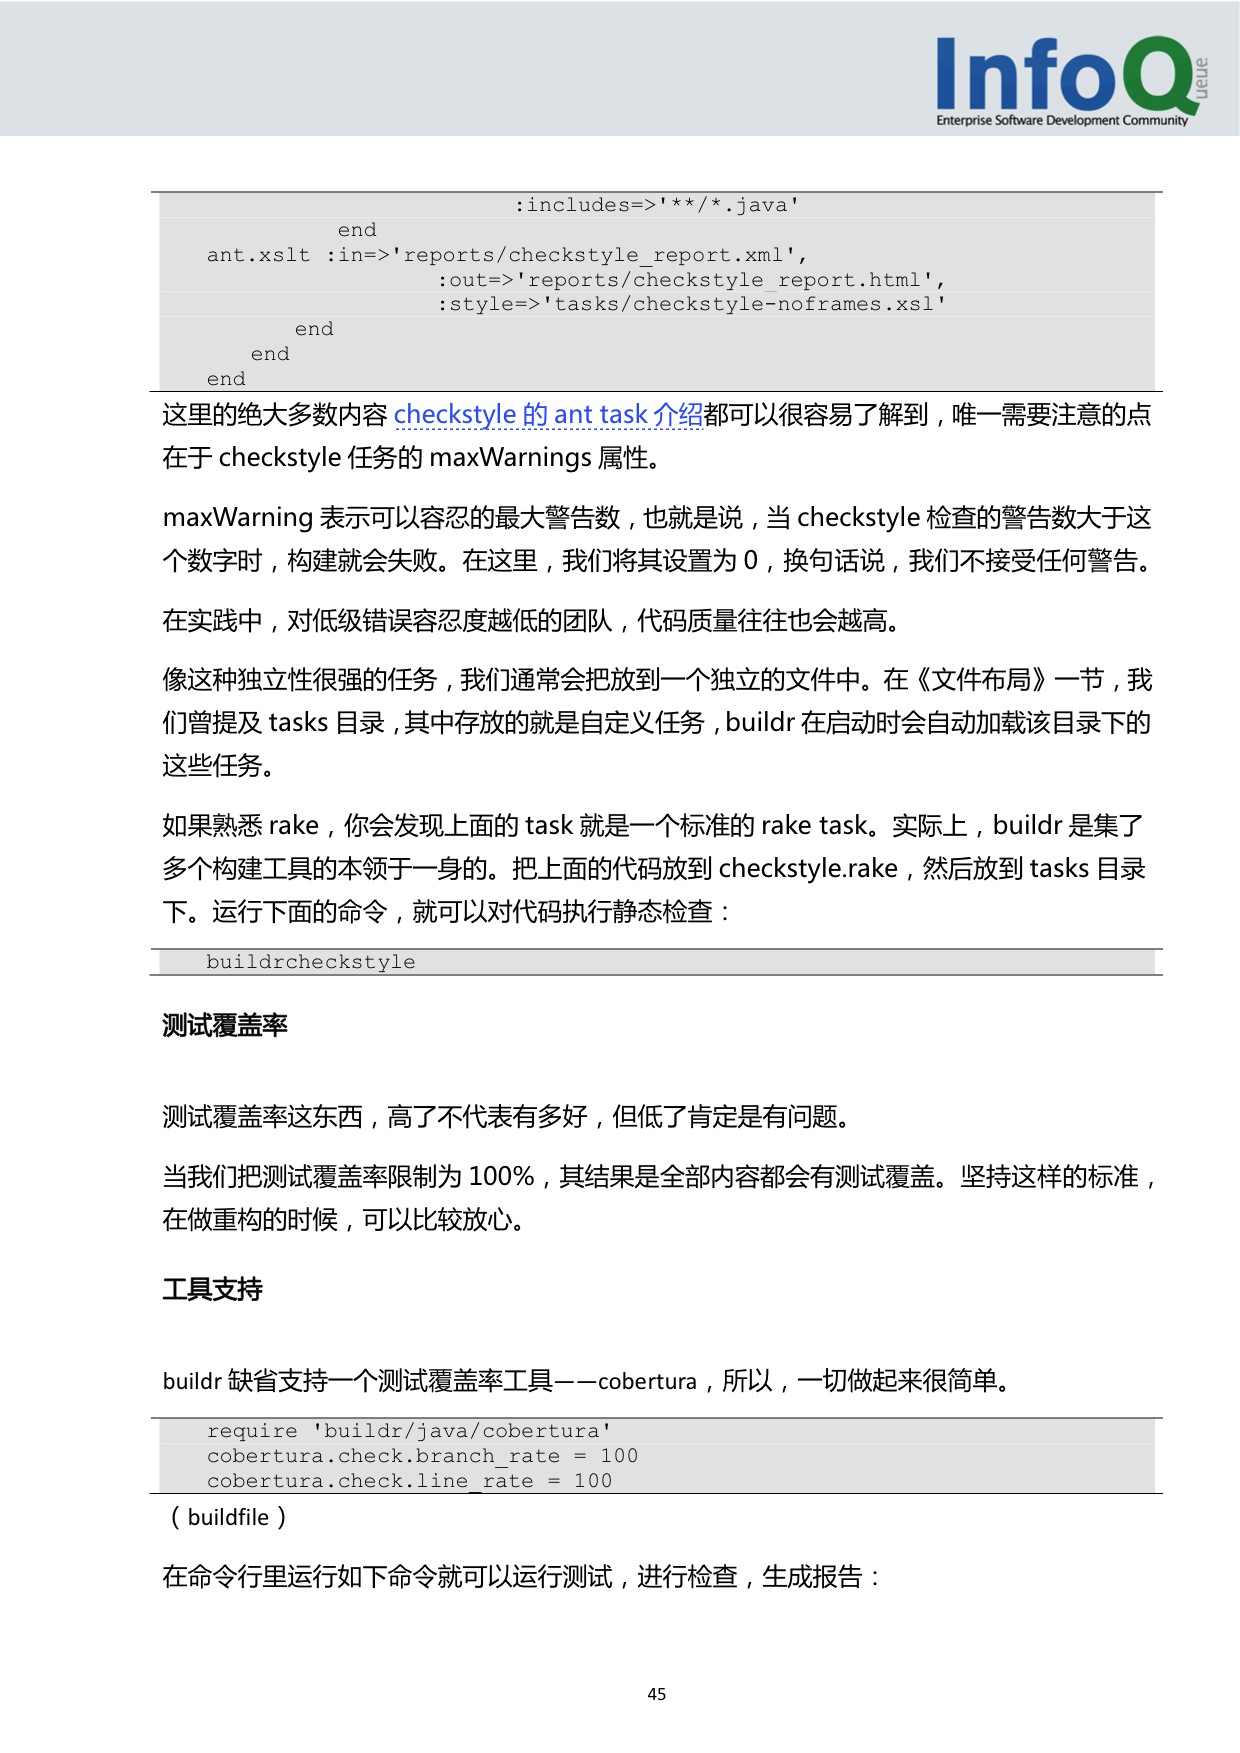 InfoQueue
Enterprise Software Development Community
:includes=>'**/*.java'
end
ant.xslt :in=>'reports/checkstyle_report.xml',
:out=>'reports/checkstyle_report.html',
:style=>'tasks/checkstyle-noframes.xsl'
end
end
end
这里的绝大多数内容 checkstyle 的 ant task 介绍都可以很容易了解到，唯一需要注意的点
在于 checkstyle 任务的 maxWarnings 属性。
maxWarning 表示可以容忍的最大警告数，也就是说，当 checkstyle 检查的警告数大于这
个数字时，构建就会失败。在这里，我们将其设置为 0，换句话说，我们不接受任何警告。
在实践中，对低级错误容忍度越低的团队，代码质量往往也会越高。
像这种独立性很强的任务，我们通常会把放到一个独立的文件中。在《文件布局》一节，我
们曾提及 tasks 目录，其中存放的就是自定义任务，buildr 在启动时会自动加载该目录下的
这些任务。
如果熟悉 rake，你会发现上面的 task 就是一个标准的 rake task。实际上，buildr 是集了
多个构建工具的本领于一身的。把上面的代码放到 checkstyle.rake，然后放到 tasks 目录
下。运行下面的命令，就可以对代码执行静态检查：
buildrcheckstyle
测试覆盖率
测试覆盖率这东西，高了不代表有多好，但低了肯定是有问题。
当我们把测试覆盖率限制为 100%，其结果是全部内容都会有测试覆盖。坚持这样的标准，
在做重构的时候，可以比较放心。
工具支持
buildr 缺省支持一个测试覆盖率工具——cobertura，所以，一切做起来很简单。
require 'buildr/java/cobertura'
cobertura.check.branch_rate = 100
cobertura.check.line_rate = 100
（buildfile）
在命令行里运行如下命令就可以运行测试，进行检查，生成报告：
45